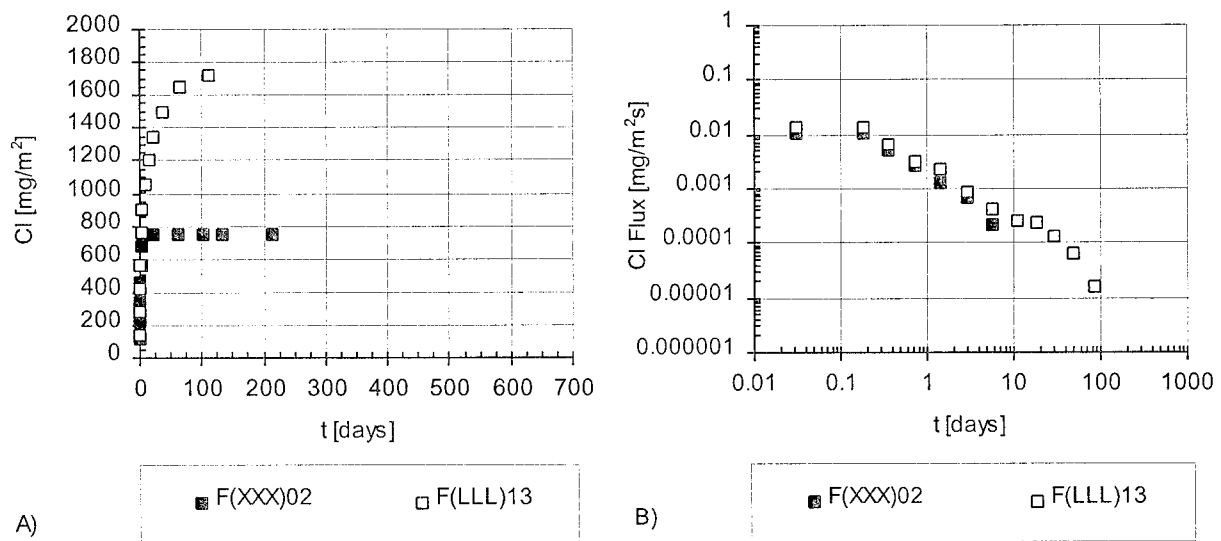 2000
1800
1600
1400
1200
1000
800
600
400
200
0
Cl [mg/m²]
0 100 200 300 400 500 600 700
t [days]
F(XXX)02 F(LLL)13
A)
1
0.1
0.01
0.001
0.0001
0.00001
0.000001
Cl Flux [mg/m²s]
0.01 0.1 1 10 100 1000
t [days]
F(XXX)02 F(LLL)13
B)